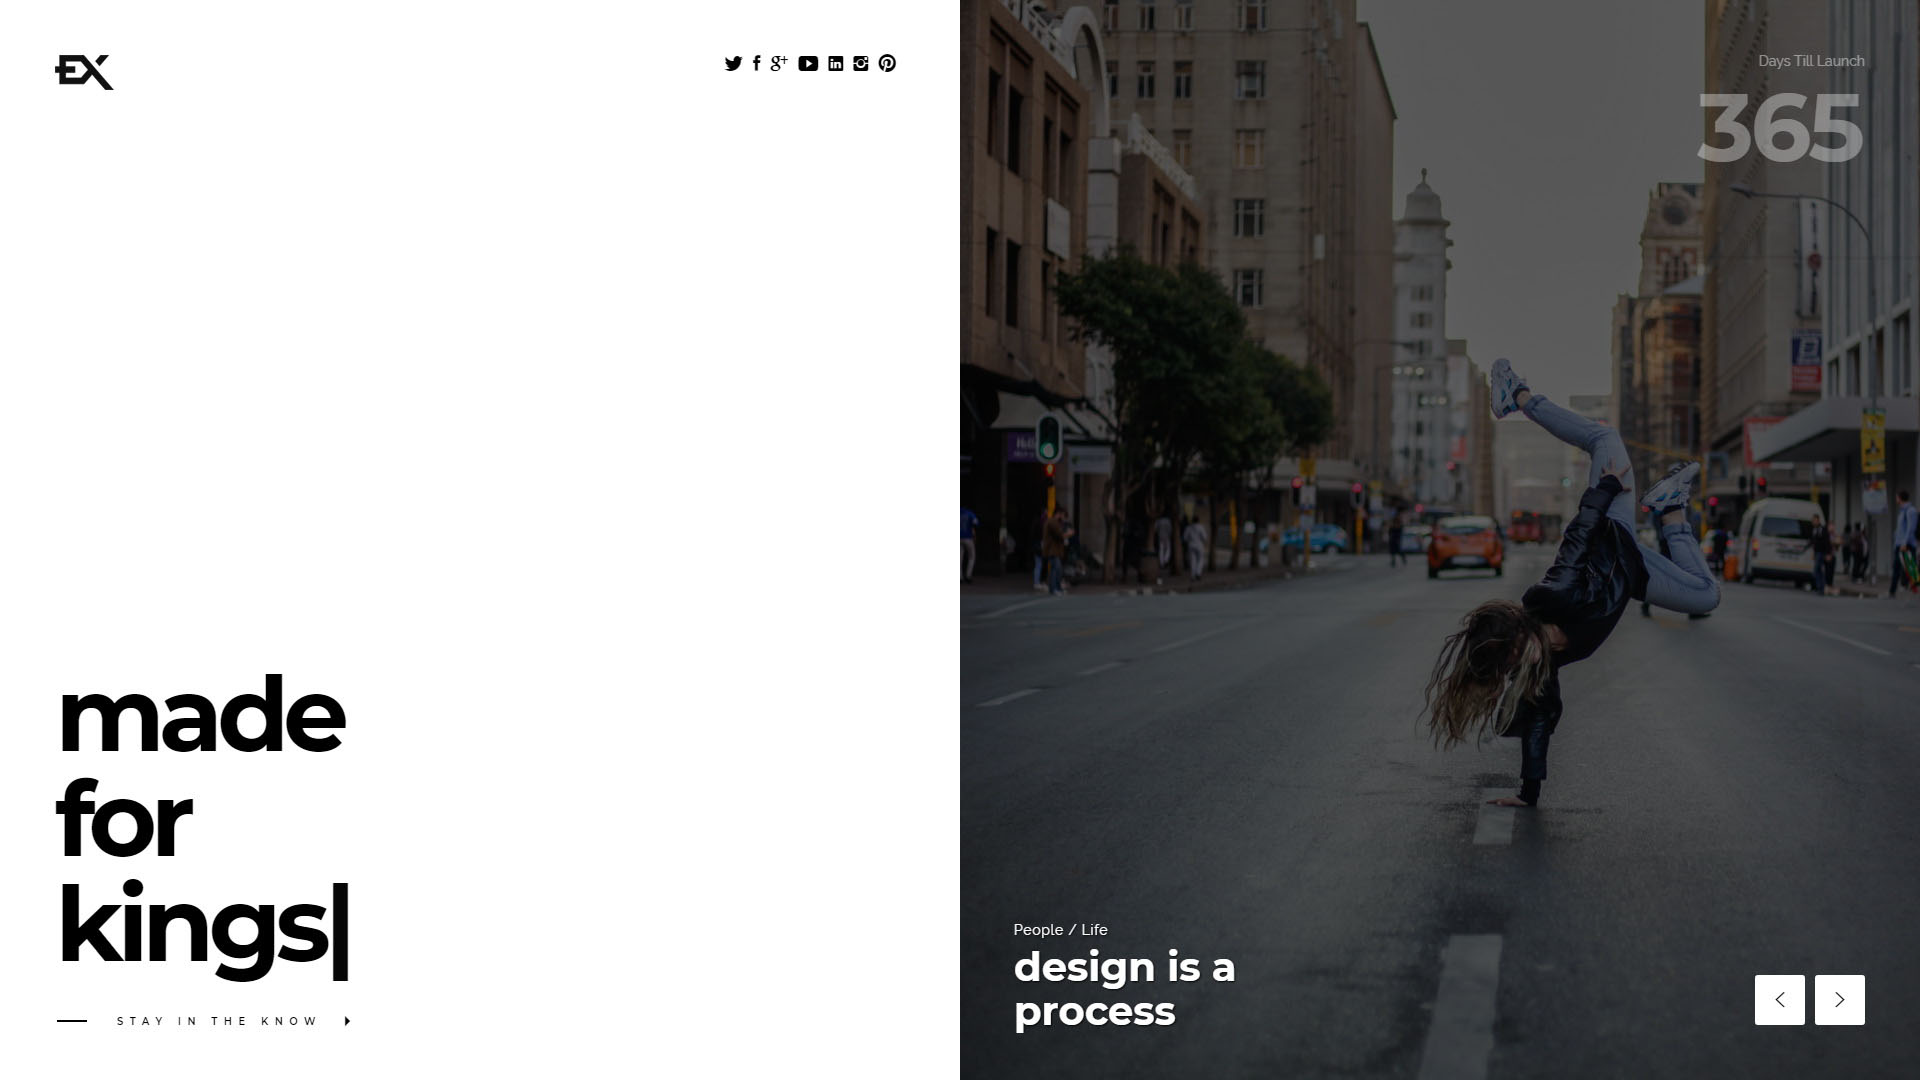 EX
made
for
kings|
STAY IN THE KNOW
Days Till Launch
365
People / Life
design is a
process